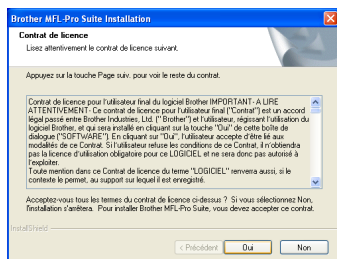 Brother MFL-Pro Suite Installation
Contrat de licence
Lisez attentivement le contrat de licence suivant.
Appuyez sur la touche Page suiv. pour voir le reste du contrat.
Contrat de licence pour l'utilisateur final du logiciel Brother IMPORTANT- A LIRE
ATTENTIVEMENT- Ce contrat de licence pour l'utilisateur final ("Contrat") est un accord
légal passé entre Brother Industries, Ltd. (" Brother") et l'utilisateur, régissant l'utilisation du
logiciel Brother, et qui sera installé en cliquant sur la touche "Oui" de cette boîte de
dialogue ("SOFTWARE"). En cliquant sur "Oui", l'utilisateur accepte d'être lié aux
modalités de ce Contrat. Si l'utilisateur refuse les conditions de ce Contrat, il n'obtiendra
pas la licence d'utilisation obligatoire pour ce LOGICIEL et ne sera donc pas autorisé à
l'exploiter.
Toute mention dans ce Contrat de licence du terme "LOGICIEL" renverra aussi, si le
contexte le permet, au support sur lequel il est enregistré.
Acceptez-vous tous les termes du contrat de licence ci-dessus ? Si vous sélectionnez Non,
l'installation s'arrêtera. Pour installer Brother MFL-Pro Suite, vous devez accepter ce contrat.
InstallShield
< Précédent Oui Non